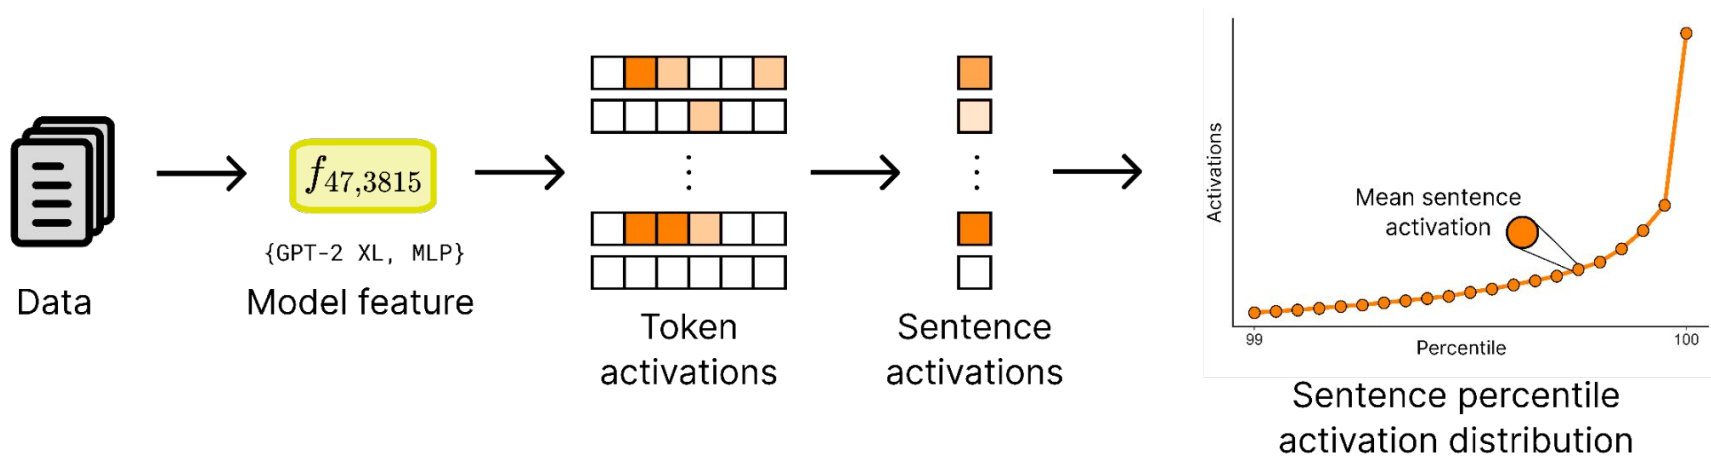 Data
f47,3815
{GPT-2 XL, MLP}
Model feature
Token
activations
Sentence
activations
Activations
Mean sentence
activation
99
100
Percentile
Sentence percentile
activation distribution